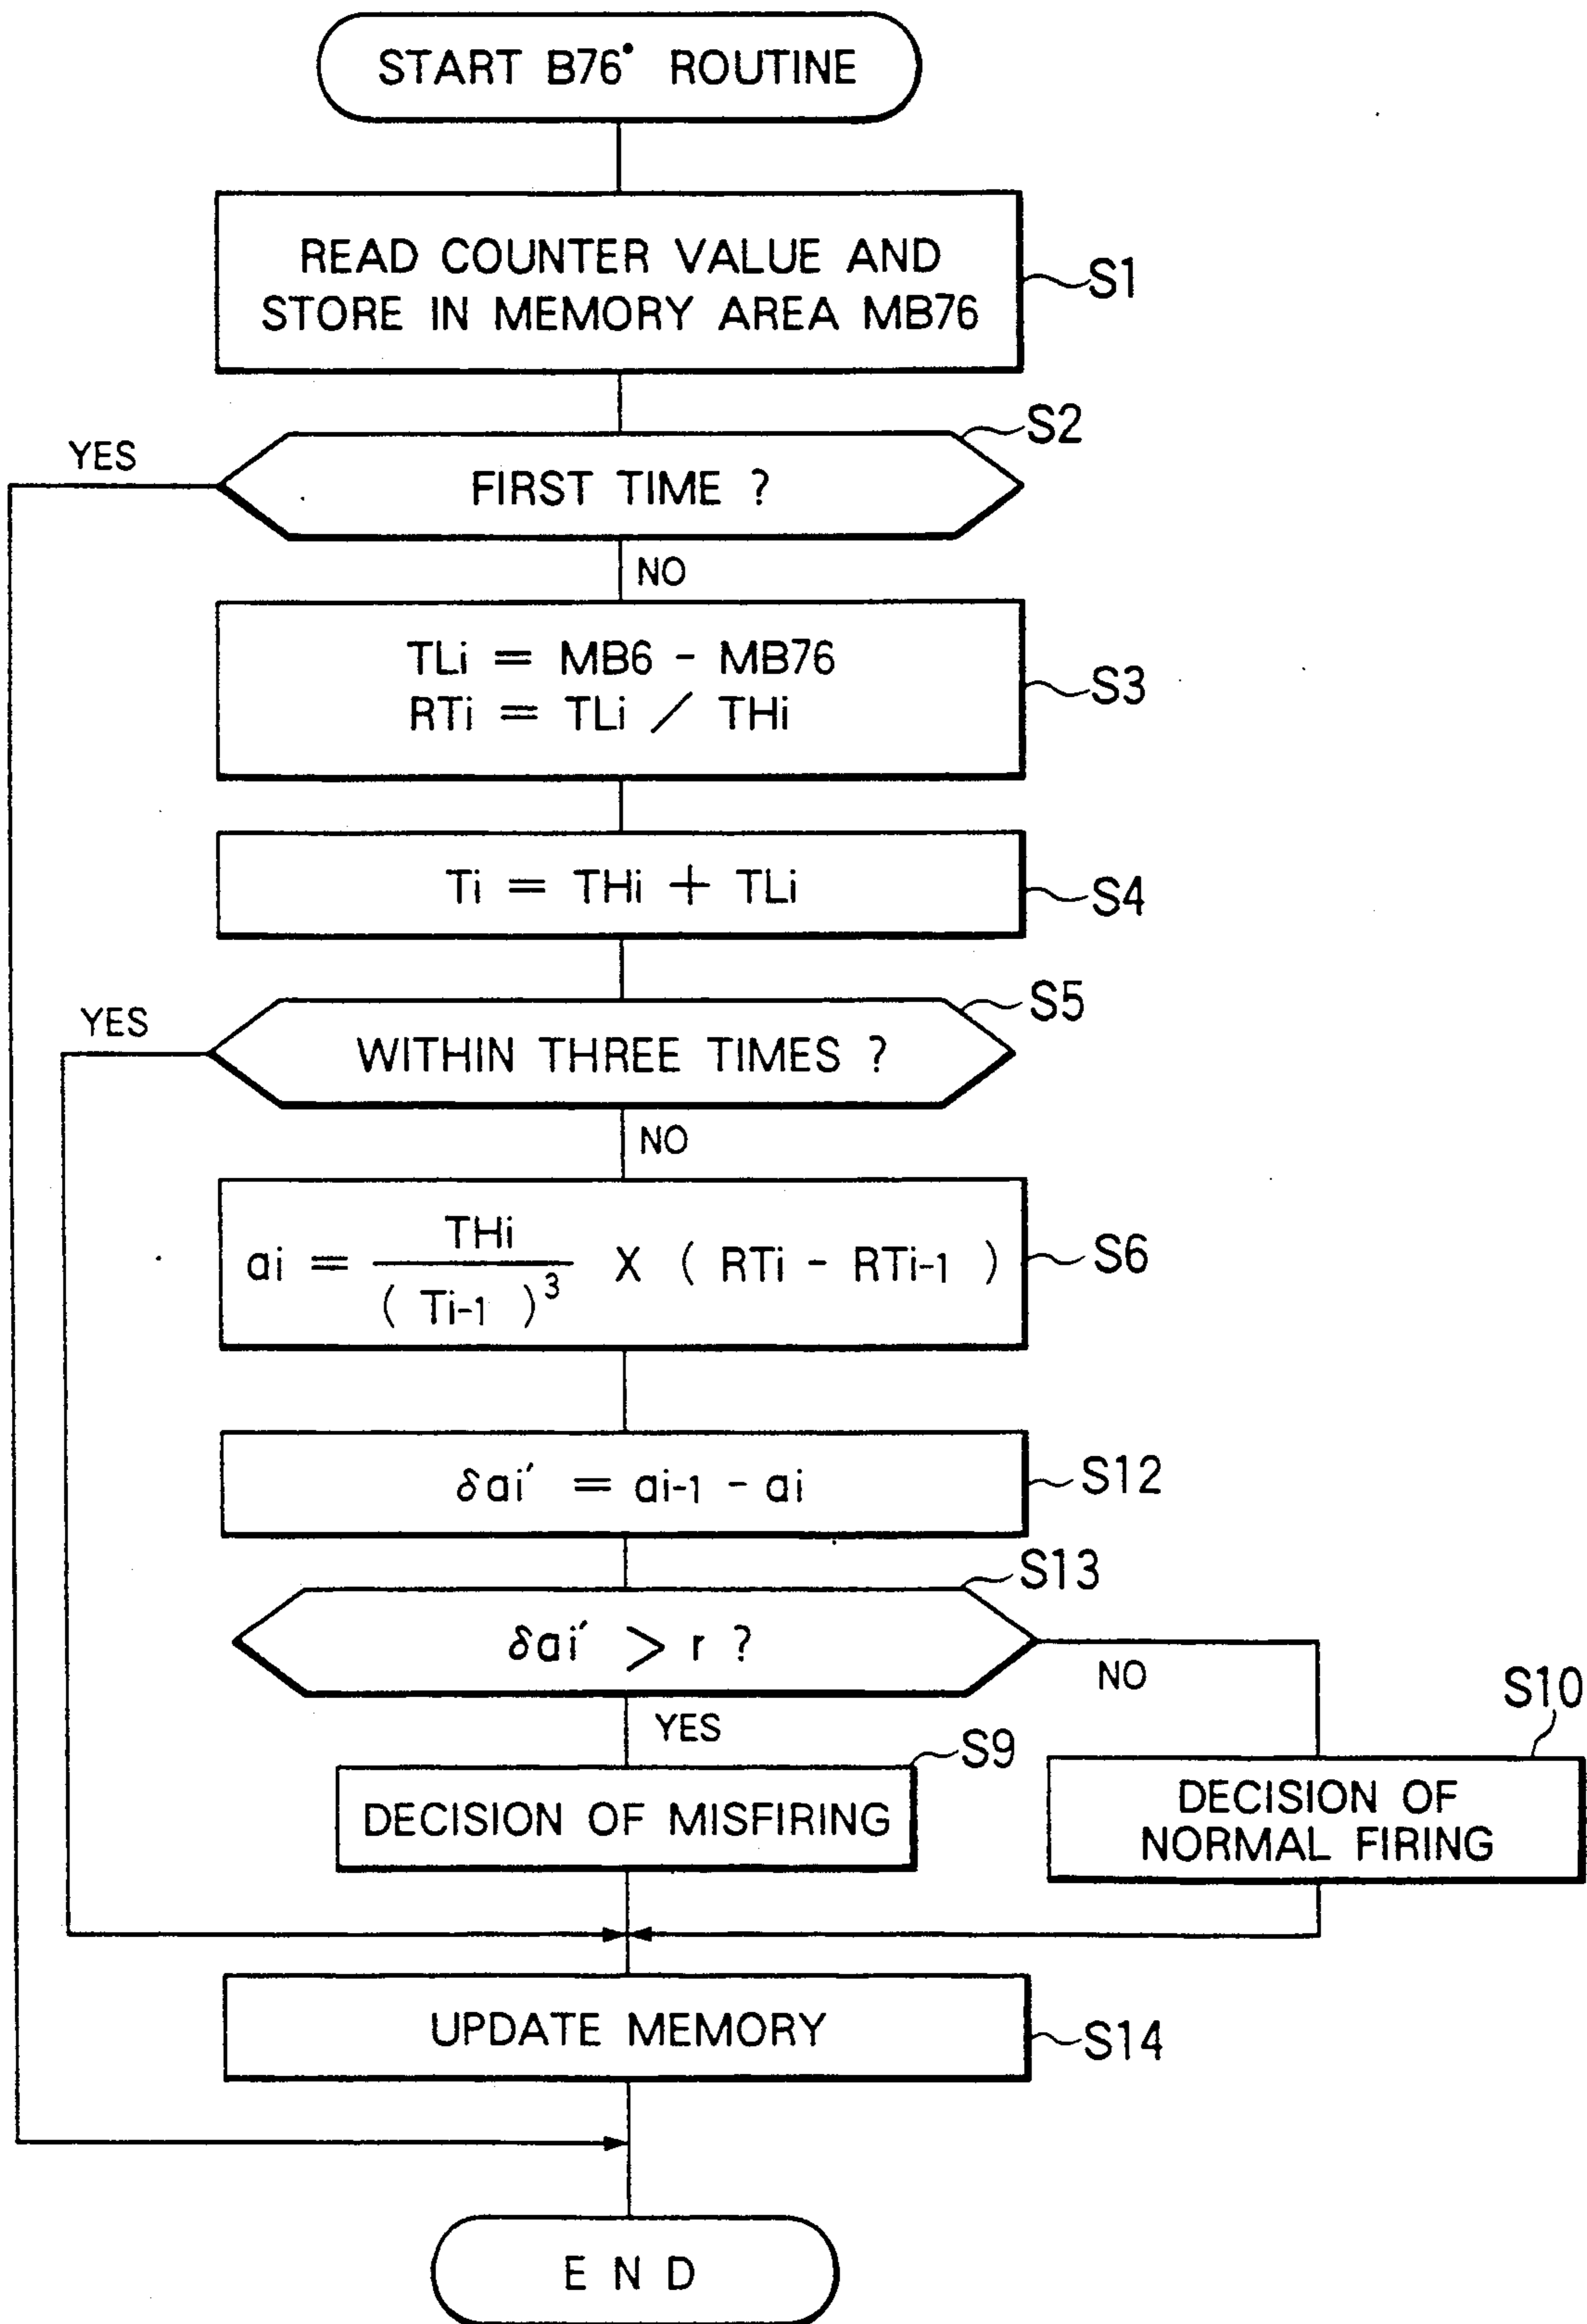 START B76° ROUTINE
READ COUNTER VALUE AND
STORE IN MEMORY AREA MB76
S1
S2
YES
FIRST TIME ?
NO
TLi = MB6 - MB76
RTi = TLi / THi
S3
Ti = THi + TLi
S4
S5
YES
WITHIN THREE TIMES ?
NO
ai = THi / ( Ti-1 )³ X ( RTi - RTi-1 )
S6
δai′ = ai-1 - ai
S12
S13
δai′ > r ?
NO
YES
S10
S9
DECISION OF MISFIRING
DECISION OF
NORMAL FIRING
UPDATE MEMORY
S14
END